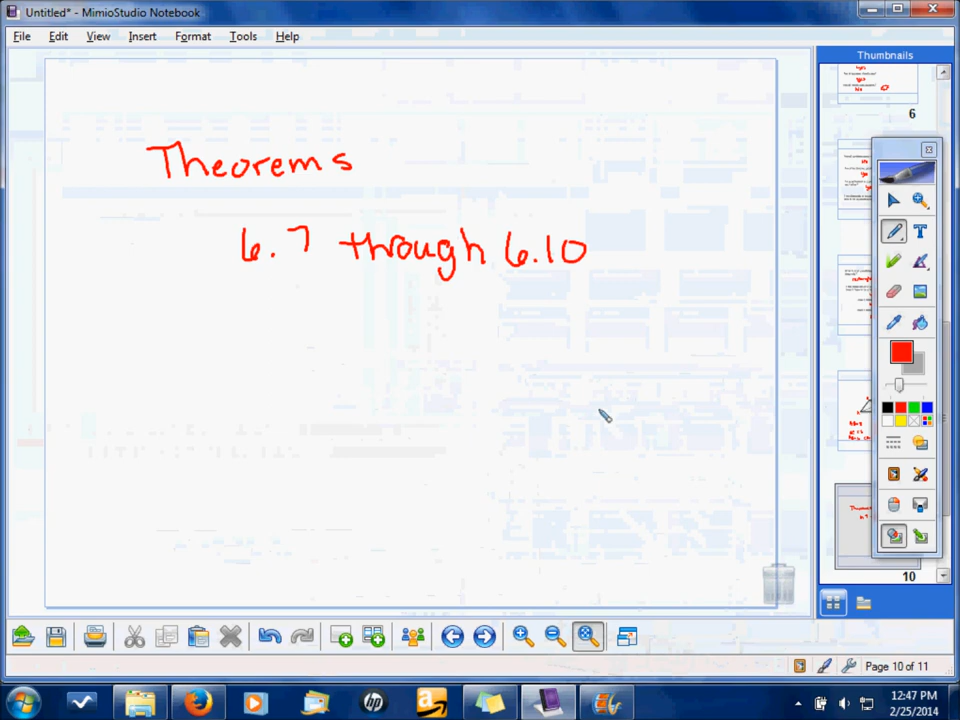 Untitled* - MimioStudio Notebook
File Edit View Insert Format Tools Help
Thumbnails
6
Theorems
6.7 through 6.10
10
Page 10 of 11
12:47 PM
2/25/2014